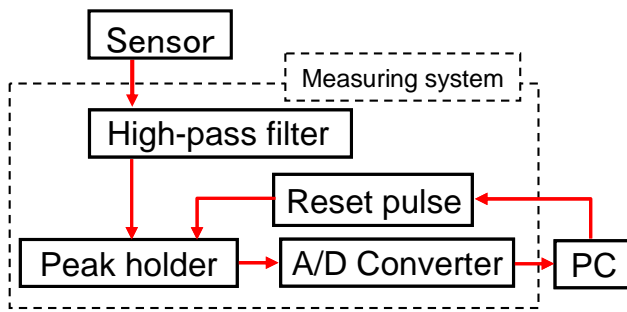 Sensor
Measuring system
High-pass filter
Reset pulse
Peak holder
A/D Converter
PC